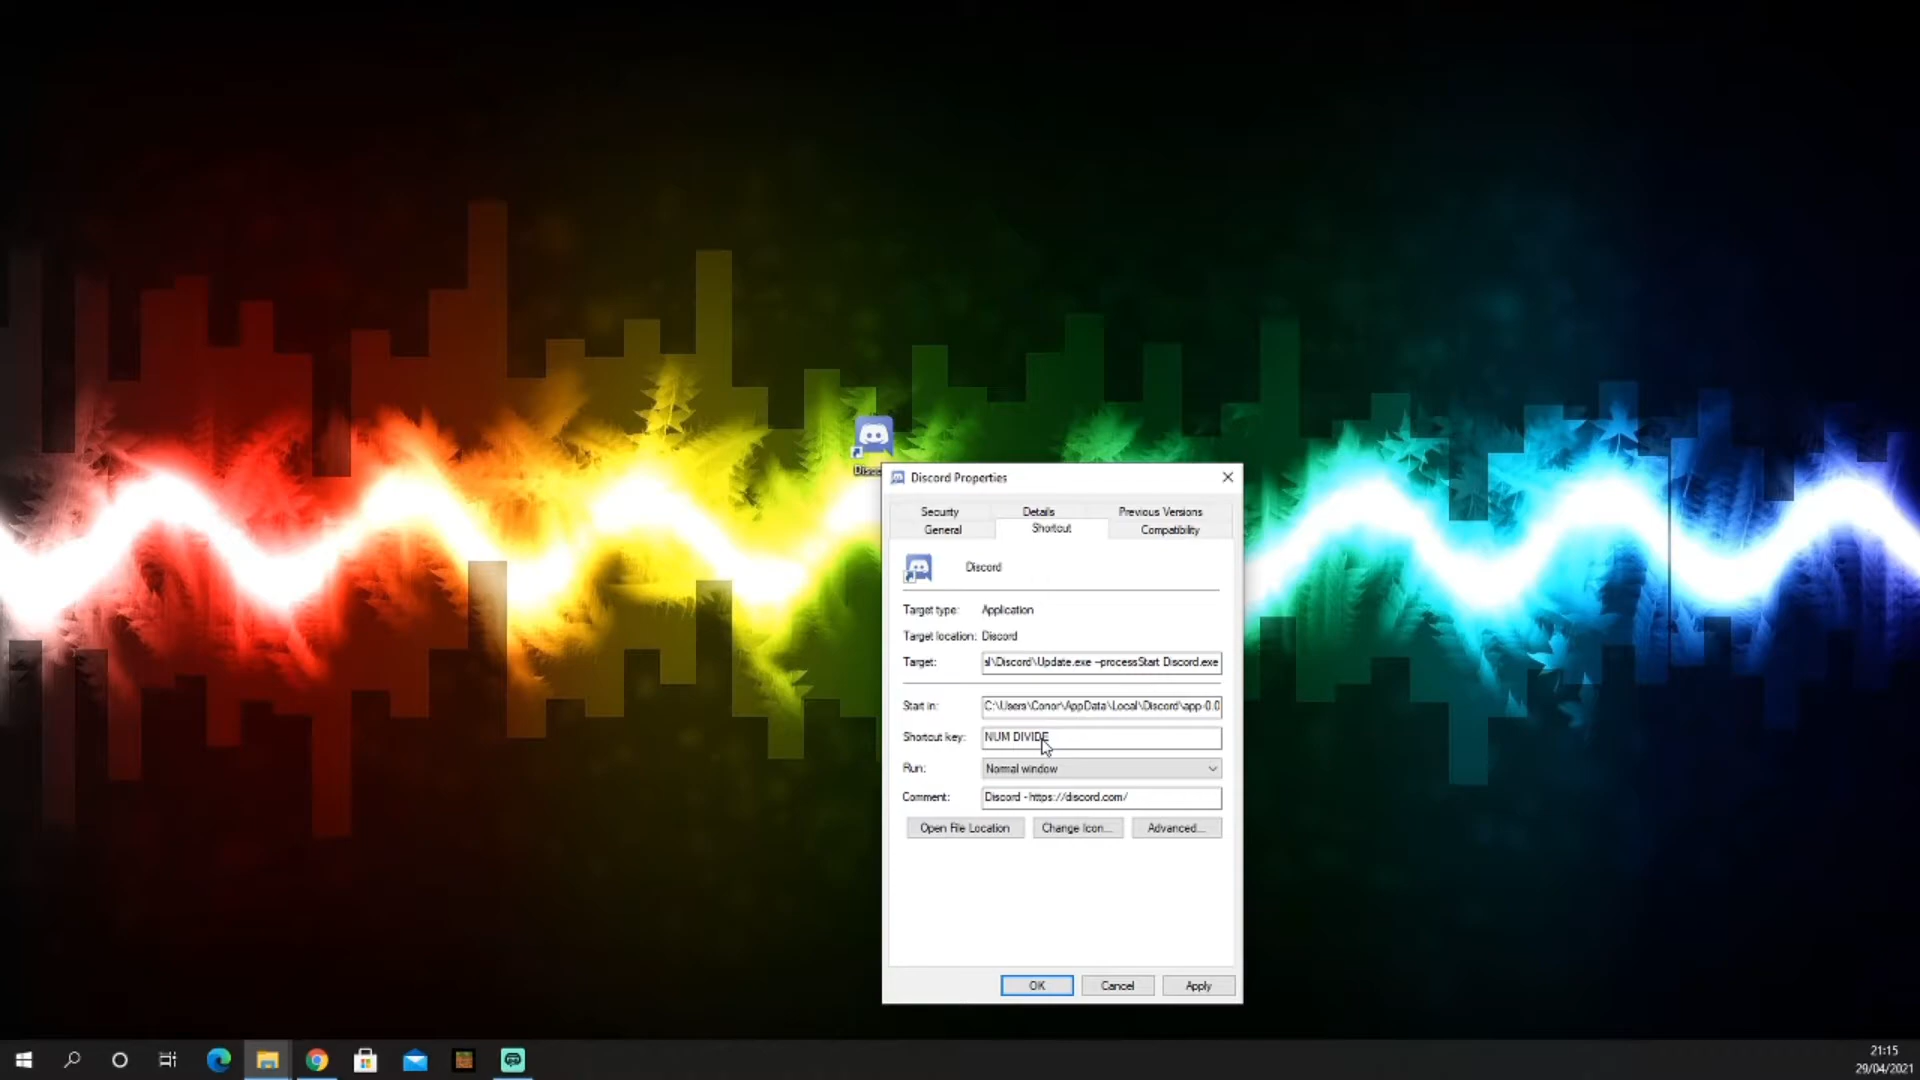 Disco
Discord Properties
Security Details Previous Versions
General Shortcut Compatibility
Discord
Target type: Application
Target location: Discord
Target: al\Discord\Update.exe --processStart Discord.exe
Start in: C:\Users\Conor\AppData\Local\Discord\app-0.0
Shortcut key: NUM DIVIDE
Run: Normal window
Comment: Discord - https://discord.com/
Open File Location Change Icon... Advanced...
OK Cancel Apply
21:15
29/04/2021